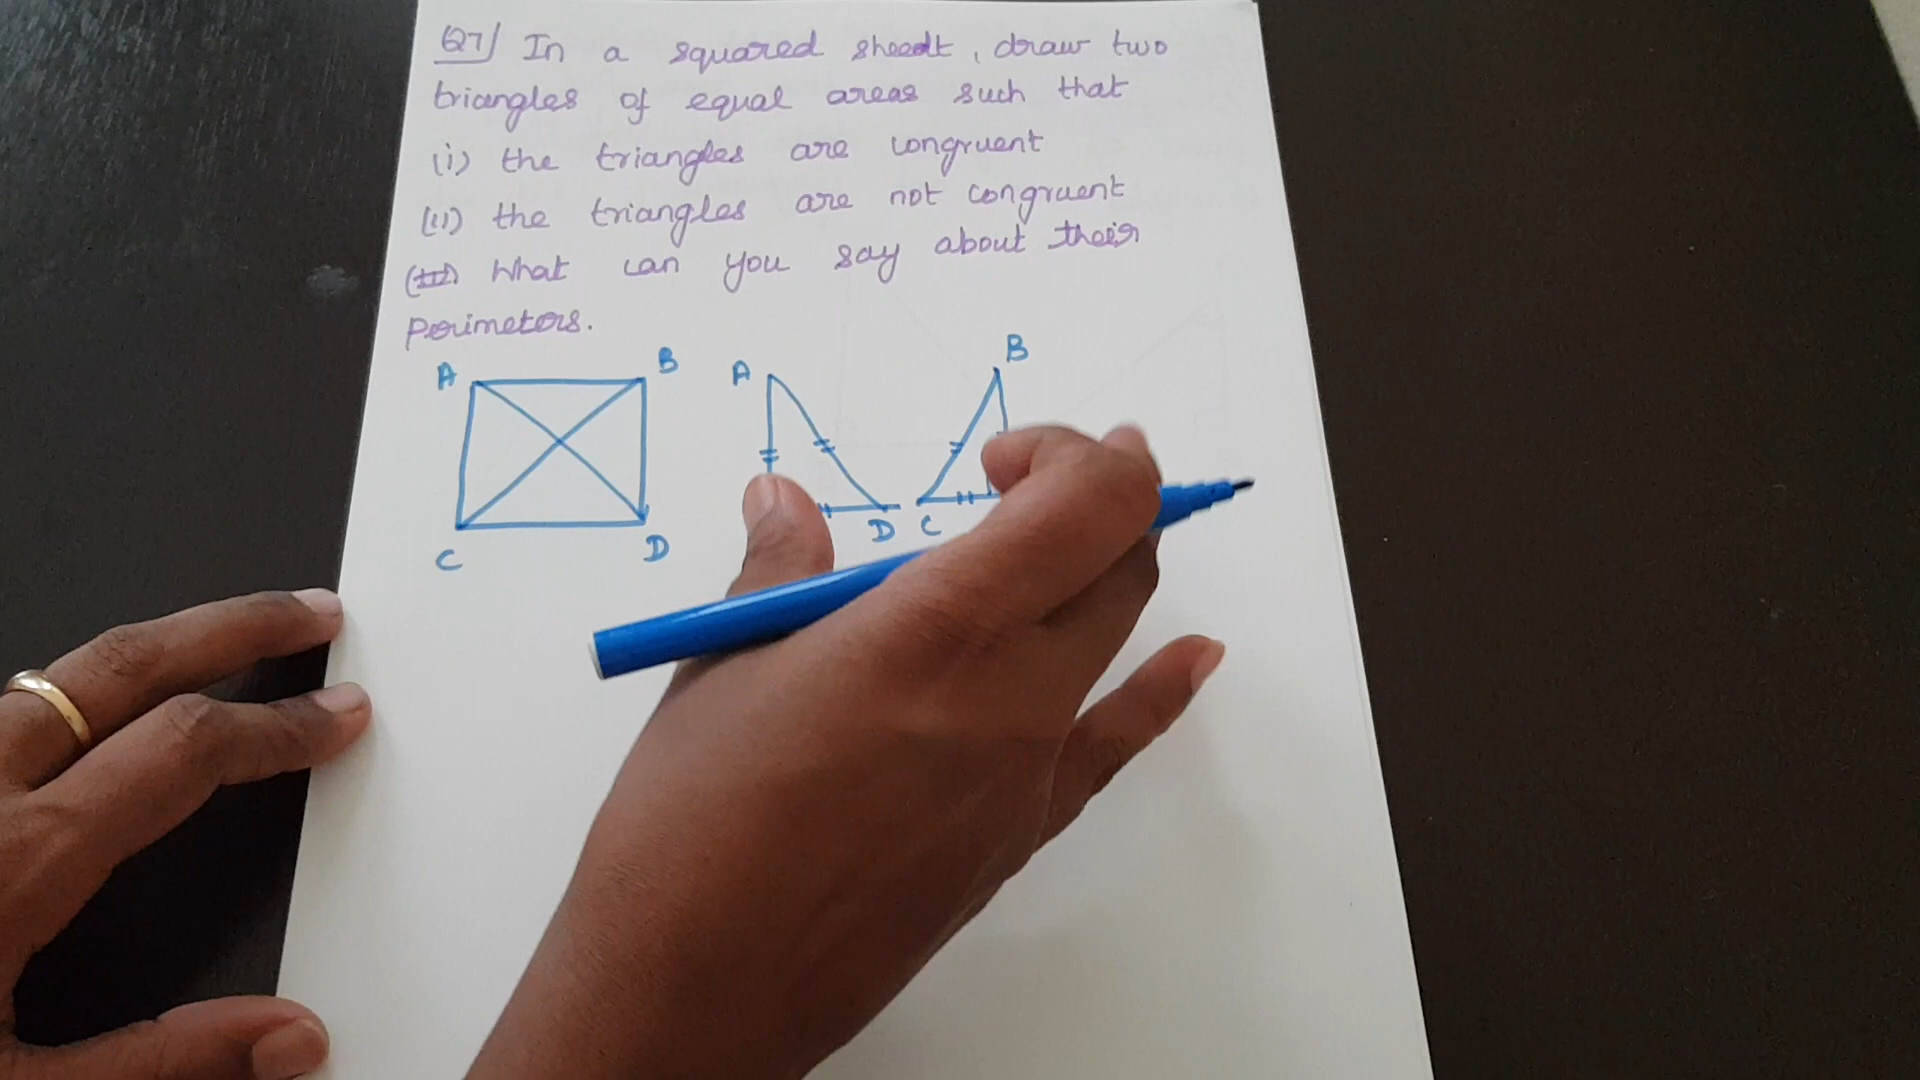 Q7/ In a squared sheedt, draw two
triangles of equal areas such that
(i) the triangles are congruent
(ii) the triangles are not congruent
(iii) What can you say about their
Perimeters.
A B A B
C D D C